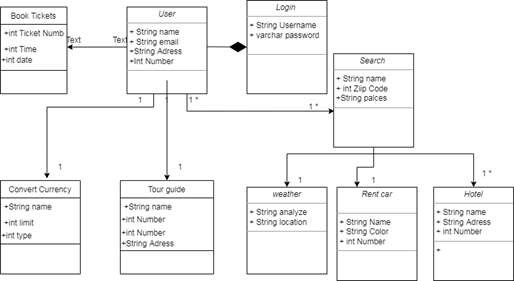 Book Tickets
+int Ticket Numb
+int Time
+int date
Text
Text
User
+ String name
+ String email
+String Adress
+Int Number
Login
+ String Username
+ varchar password
Search
+ String name
+ int Ziip Code
+String palces
1
1
1 *
1 *
1
1
1
1
1 *
Convert Currency
+String name
+int limit
+int type
Tour guide
+String name
+int Number
+int Number
+String Adress
weather
+ String analyze
+ String location
Rent car
+ String Name
+ String Color
+ int Number
Hotel
+ String name
+ String Adress
+ int Number
+